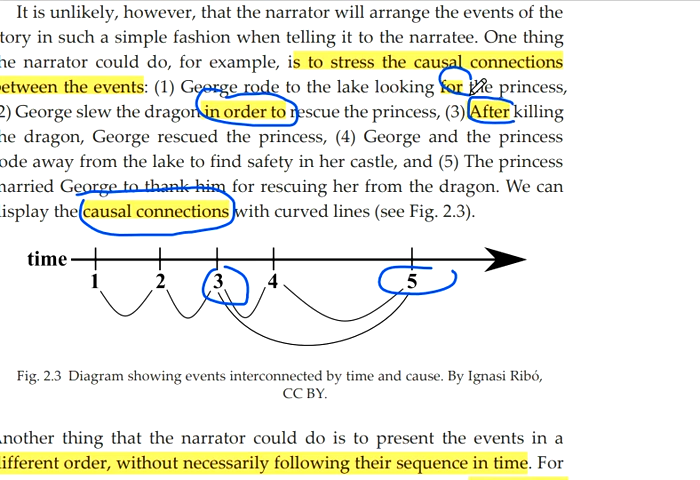 It is unlikely, however, that the narrator will arrange the events of the
tory in such a simple fashion when telling it to the narratee. One thing
he narrator could do, for example, is to stress the causal connections
etween the events: (1) George rode to the lake looking for the princess,
2) George slew the dragon in order to rescue the princess, (3) After killing
he dragon, George rescued the princess, (4) George and the princess
ode away from the lake to find safety in her castle, and (5) The princess
narried George to thank him for rescuing her from the dragon. We can
isplay the causal connections with curved lines (see Fig. 2.3).
time
1 2 3 4 5
Fig. 2.3 Diagram showing events interconnected by time and cause. By Ignasi Ribó,
CC BY.
nother thing that the narrator could do is to present the events in a
ifferent order, without necessarily following their sequence in time. For